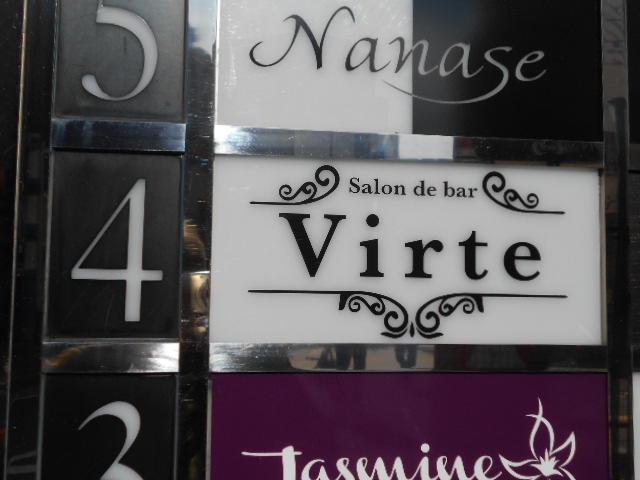 5
Nanase
4
Salon de bar
Virte
3
Jasmine